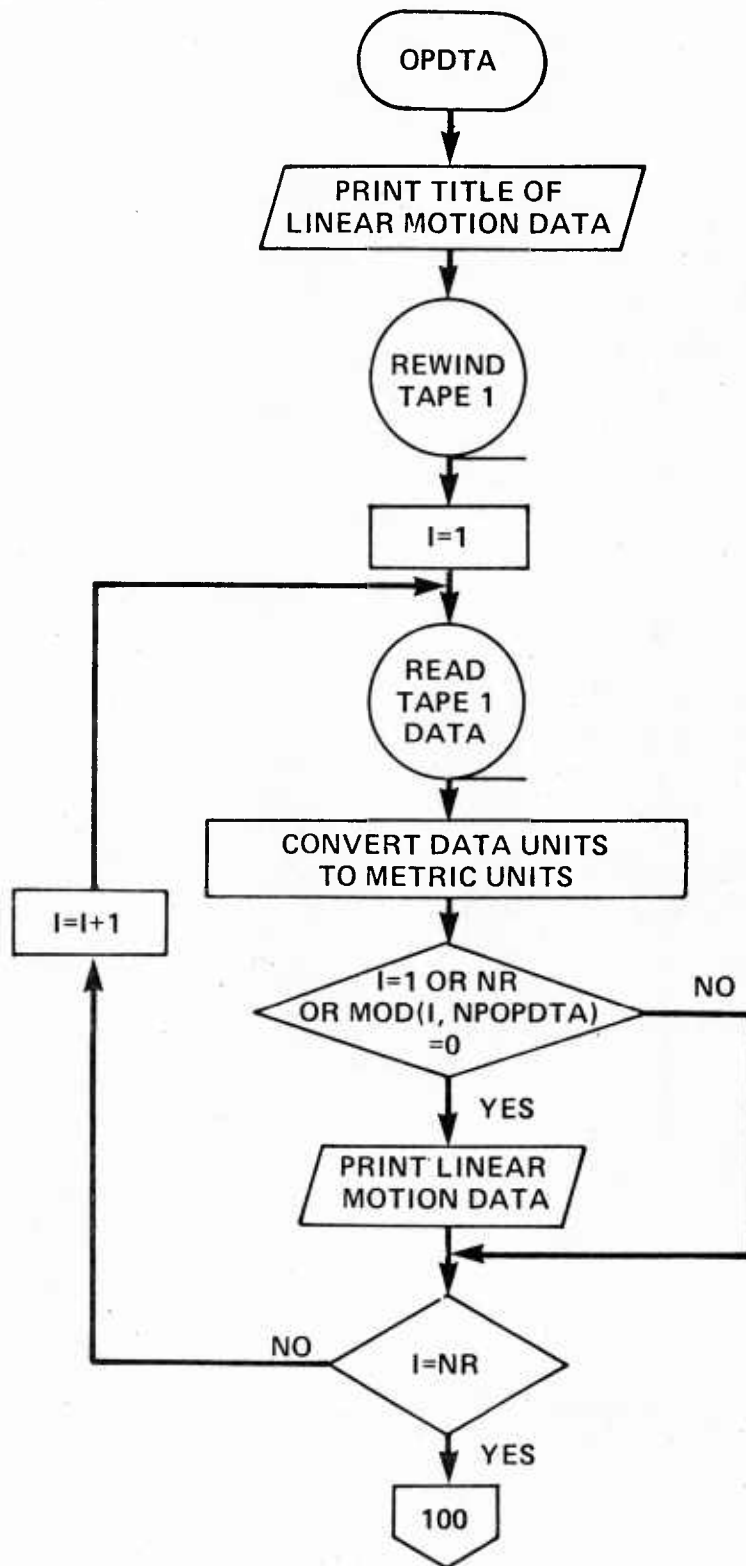 OPDTA
PRINT TITLE OF
LINEAR MOTION DATA
REWIND
TAPE 1
I=1
READ
TAPE 1
DATA
CONVERT DATA UNITS
TO METRIC UNITS
I=I+1
I=1 OR NR
OR MOD(I, NPOPDTA)
=0
NO
YES
PRINT LINEAR
MOTION DATA
NO
I=NR
YES
100